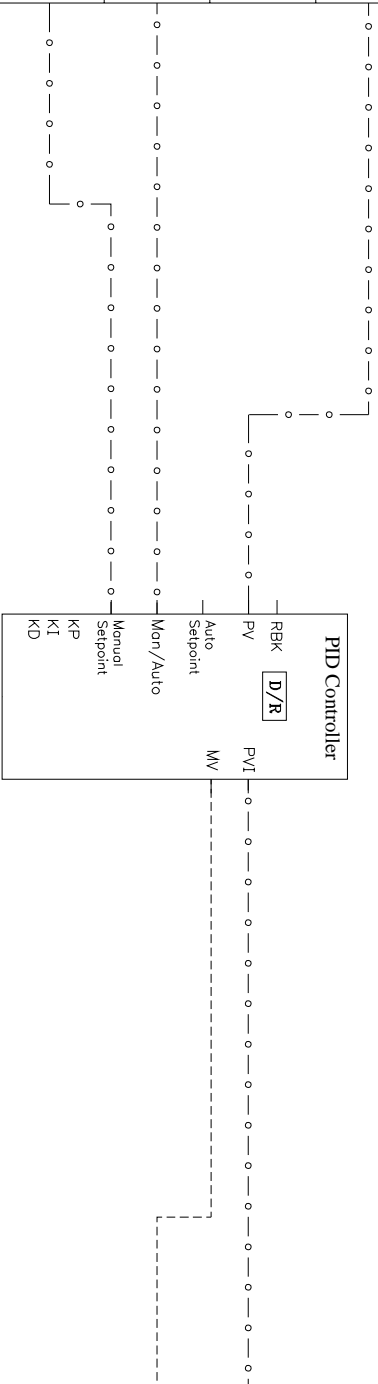 PID Controller
RBK
D/R
PV
PVI
Auto
Setpoint
MV
Man/Auto
Manual
Setpoint
KP
KI
KD